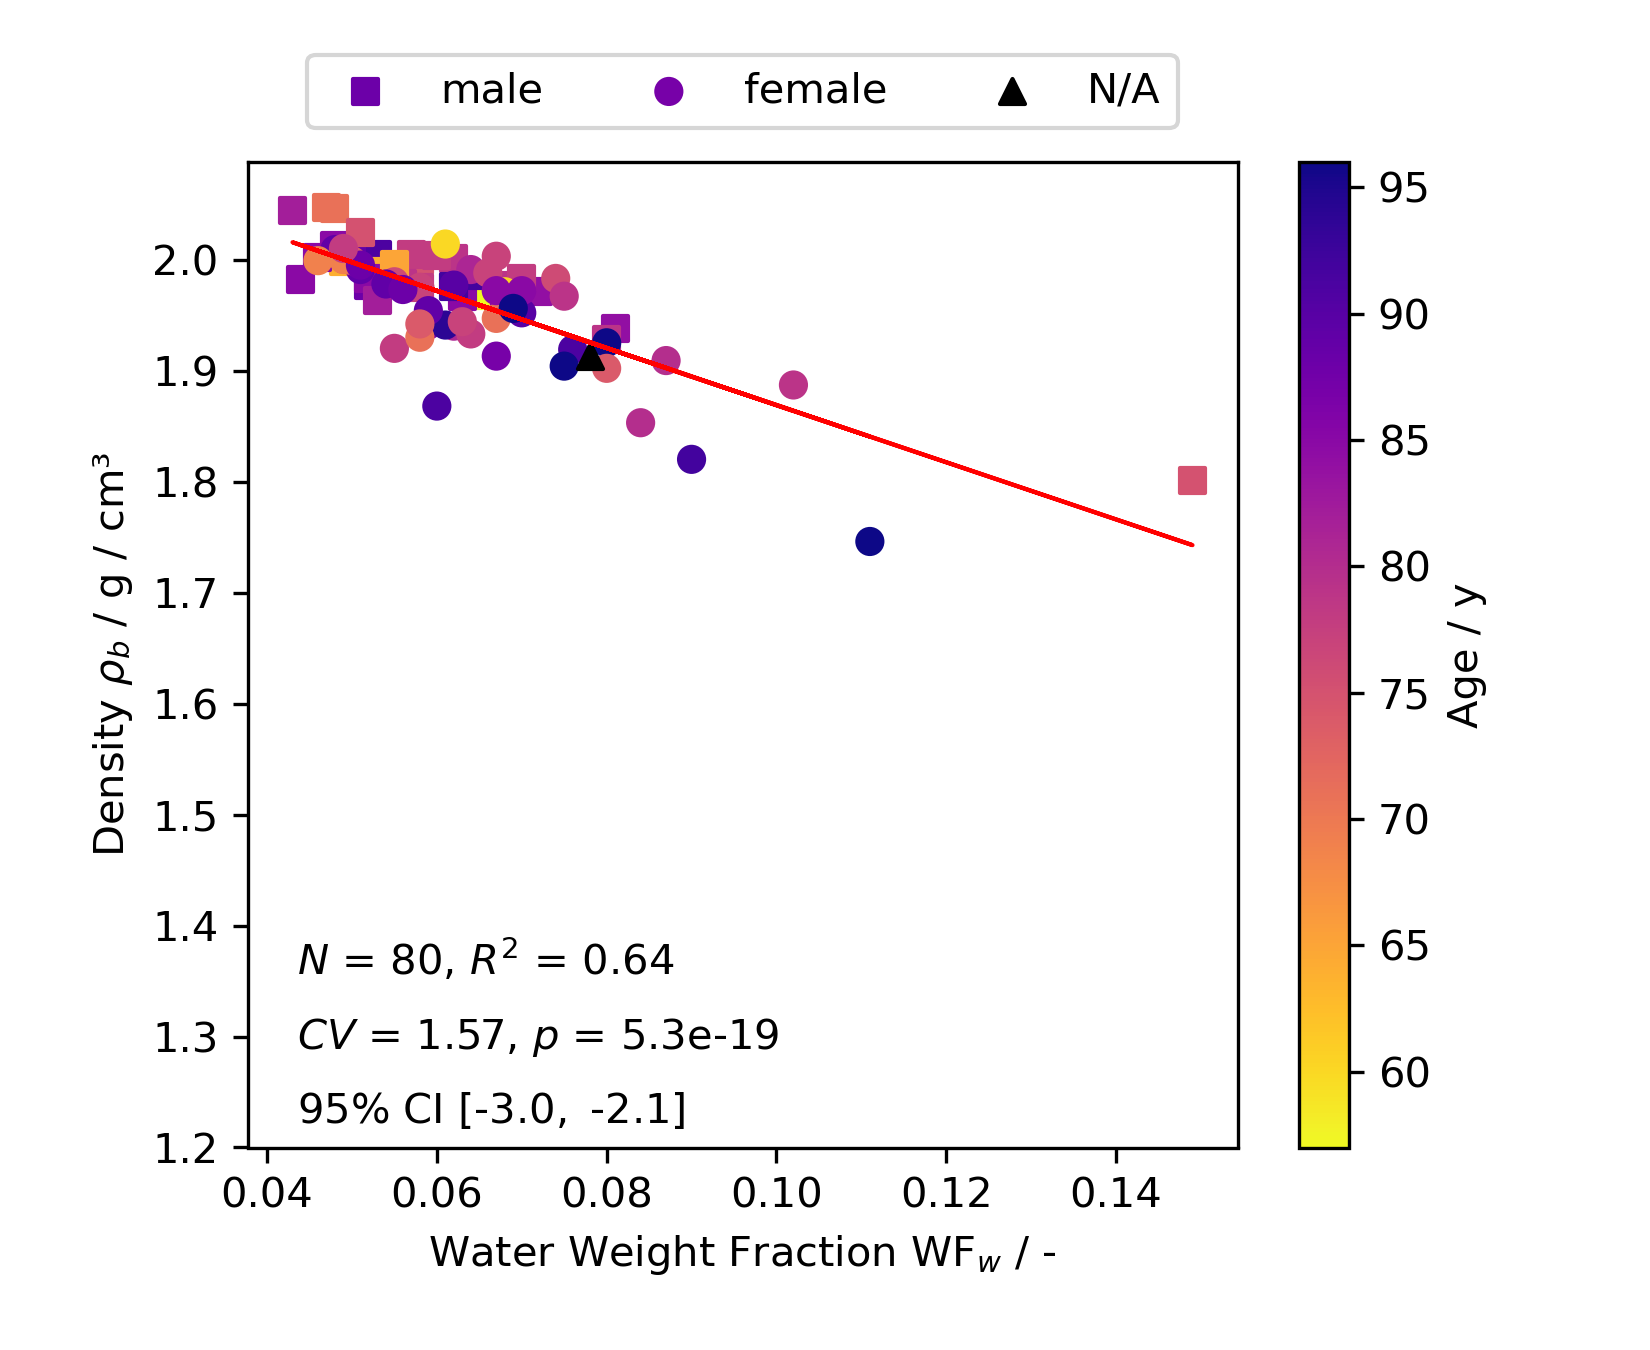 male female N/A
2.0
1.9
1.8
1.7
1.6
1.5
1.4
1.3
1.2
Density ρb / g / cm³
N = 80, R² = 0.64
CV = 1.57, p = 5.3e-19
95% CI [-3.0, -2.1]
0.04 0.06 0.08 0.10 0.12 0.14
Water Weight Fraction WFw / -
95
90
85
80
75
70
65
60
Age / y